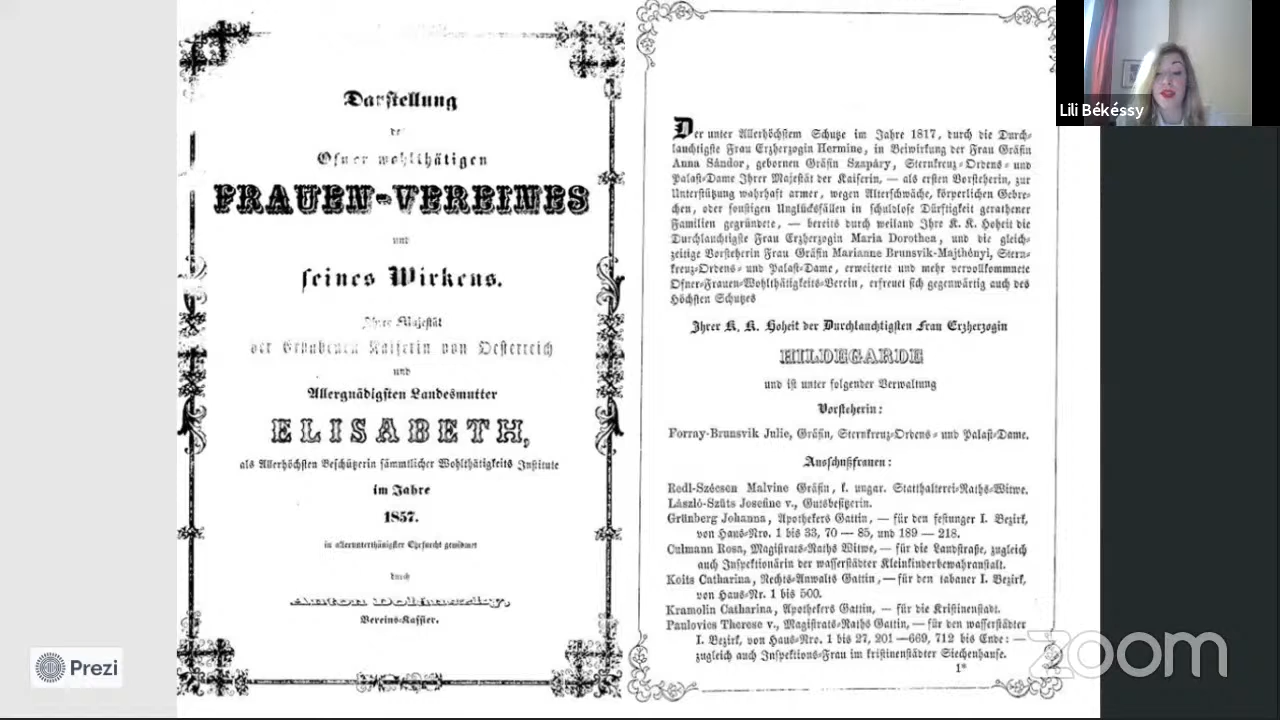 Darstellung
des
Ofner wohlthätigen
FRAUEN-VEREINES
und
seines Wirkens.
Ihrer Majestät
der Erhabenen Kaiserin von Oesterreich
und
Allergnädigsten Landesmutter
ELISABETH,
als Allerhöchsten Beschützerin sämmtlicher Wohlthätigkeits Institute
im Jahre
1857.
in allerunterthänigster Ehrfurcht gewidmet
durch
Anton
Vereins-Kassier.
Der unter Allerhöchstem Schutze im Jahre 1817, durch die Durch-
lauchtigste Frau Erzherzogin Hermine, in Beiwirkung der Frau Gräfin
Anna Sándor, gebornen Gräfin Szapáry, Sternkreuz-Ordens- und
Palast-Dame Ihrer Majestät der Kaiserin, — als ersten Vorsteherin, zur
Unterstützung wahrhaft armer, wegen Altersschwäche, körperlichen Gebre-
chen, oder sonstigen Unglücksfällen in schuldlose Dürftigkeit gerathener
Familien gegründete, — bereits durch weiland Ihre K. K. Hoheit die
Durchlauchtigste Frau Erzherzogin Maria Dorothea, und die gleich-
zeitige Vorsteherin Frau Gräfin Marianne Brunsvik-Majthényi, Stern-
kreuz-Ordens- und Palast-Dame, erweiterte und mehr vervollkommnete
Ofner-Frauen-Wohlthätigkeits-Verein, erfreuet sich gegenwärtig auch des
Höchsten Schutzes
Ihrer K. K. Hoheit der Durchlauchtigsten Frau Erzherzogin
HILDEGARDE
und ist unter folgender Verwaltung
Vorsteherin:
Forray-Brunsvik Julie, Gräfin, Sternkreuz-Ordens- und Palast-Dame.
Ausschußfrauen:
Redl-Szécsen Malvine Gräfin, k. ungar. Statthalterei-Raths-Witwe.
László-Szüts Josefine v., Gutsbesitzerin.
Grünberg Johanna, Apothekers Gattin, — für den festunger I. Bezirk,
von Haus-Nro. 1 bis 33, 70 — 85, und 189 — 218.
Culmann Rosa, Magistrats-Raths Witwe, — für die Landstraße, zugleich
auch Inspektionärin der wasserstädter Kleinkinderbewahranstalt.
Koits Catharina, Rechts-Anwalts Gattin, — für den tabaner I. Bezirk,
von Haus-Nr. 1 bis 500.
Kramolin Catharina, Apothekers Gattin, — für die Kristinenstadt.
Paulovics Therese v., Magistrats-Raths Gattin, — für den wasserstädter
I. Bezirk, von Haus-Nro. 1 bis 27, 201 —669, 712 bis Ende: —
zugleich auch Inspektions-Frau im kristinenstädter Siechenhause.
1*
Lili Békéssy
Prezi
zoom